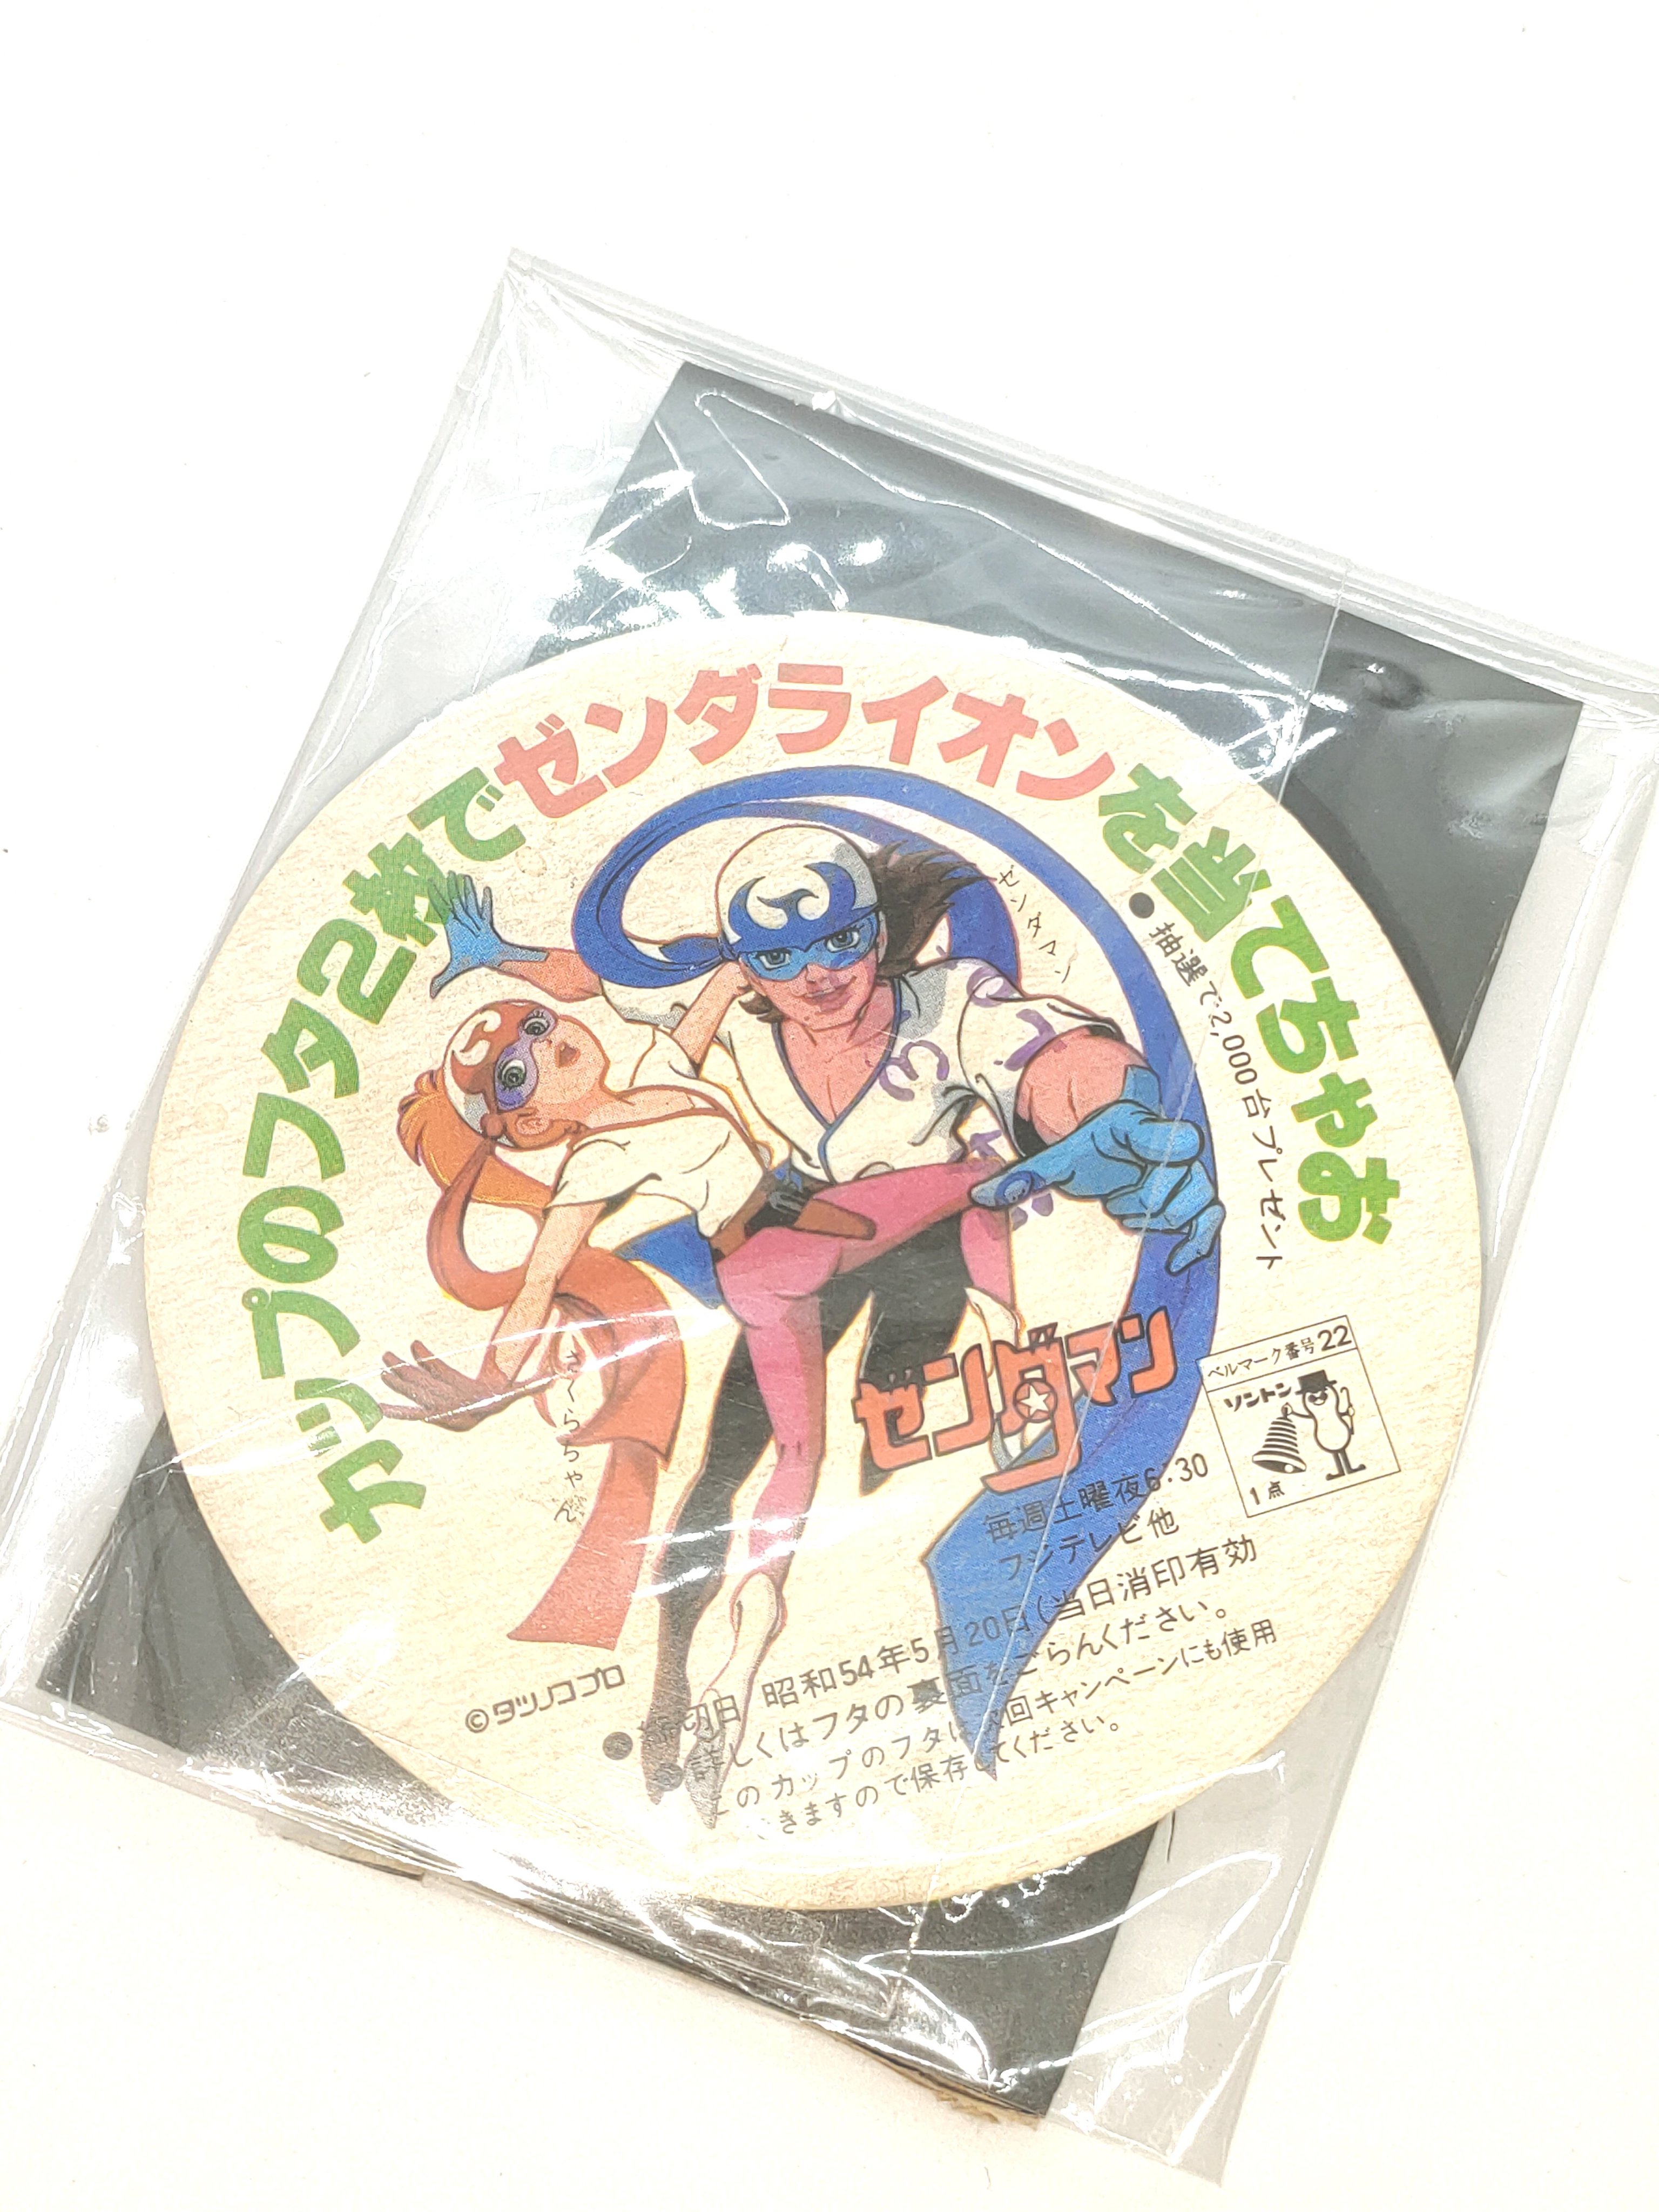 カップのフタ2枚でゼンダライオンを当てちゃお
●抽選で2,000台プレゼント
ゼンダマン
さくらちゃん
ゼンダマン
毎週土曜夜6:30
フジテレビ他
ベルマーク番号22
ソントン
1点
©タツノコプロ
●締切日 昭和54年5月20日(当日消印有効
●詳しくはフタの裏面をごらんください。
このカップのフタは次回キャンペーンにも使用
できますので保存してください。